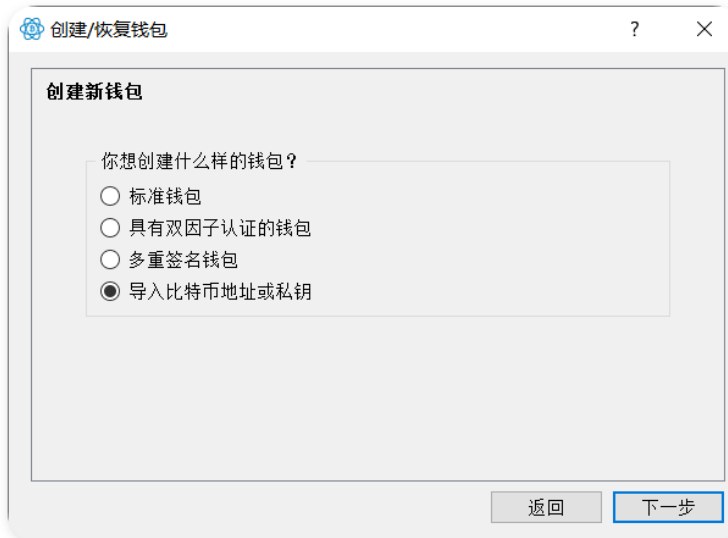 创建/恢复钱包
?
创建新钱包
你想创建什么样的钱包？
标准钱包
具有双因子认证的钱包
多重签名钱包
导入比特币地址或私钥
返回
下一步